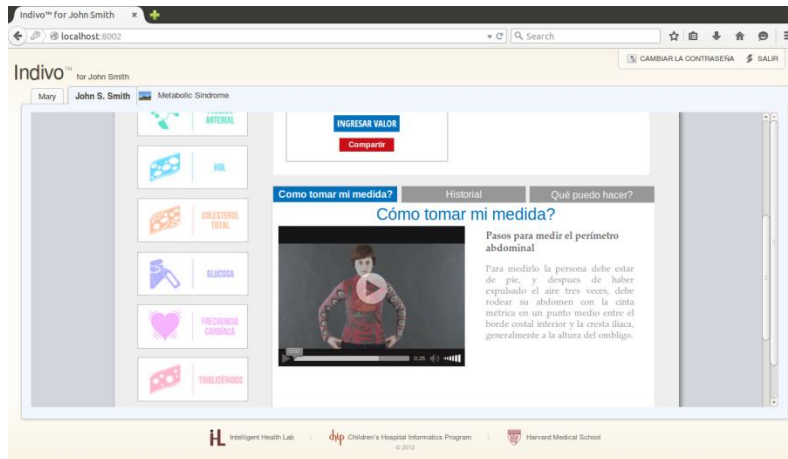 Indivo™ for John Smith
localhost:8002
Search
CAMBIAR LA CONTRASEÑA
SALIR
Indivo™ for John Smith
Mary
John S. Smith
Metabolic Sindrome
ARTERIAL
HDL
COLESTEROL
TOTAL
GLUCOSA
FRECUENCIA
CARDÍACA
TRIGLICÉRIDOS
INGRESAR VALOR
Compartir
Como tomar mi medida?
Historial
Qué puedo hacer?
Cómo tomar mi medida?
0:35
Pasos para medir el perímetro
abdominal
Para medirlo la persona debe estar
de pie, y despues de haber
expulsado el aire tres veces, debe
rodear su abdomen con la cinta
métrica en un punto medio entre el
borde costal inferior y la cresta iliaca,
generalmente a la altura del ombligo.
Intelligent Health Lab
chip Children's Hospital Informatics Program
Harvard Medical School
© 2012